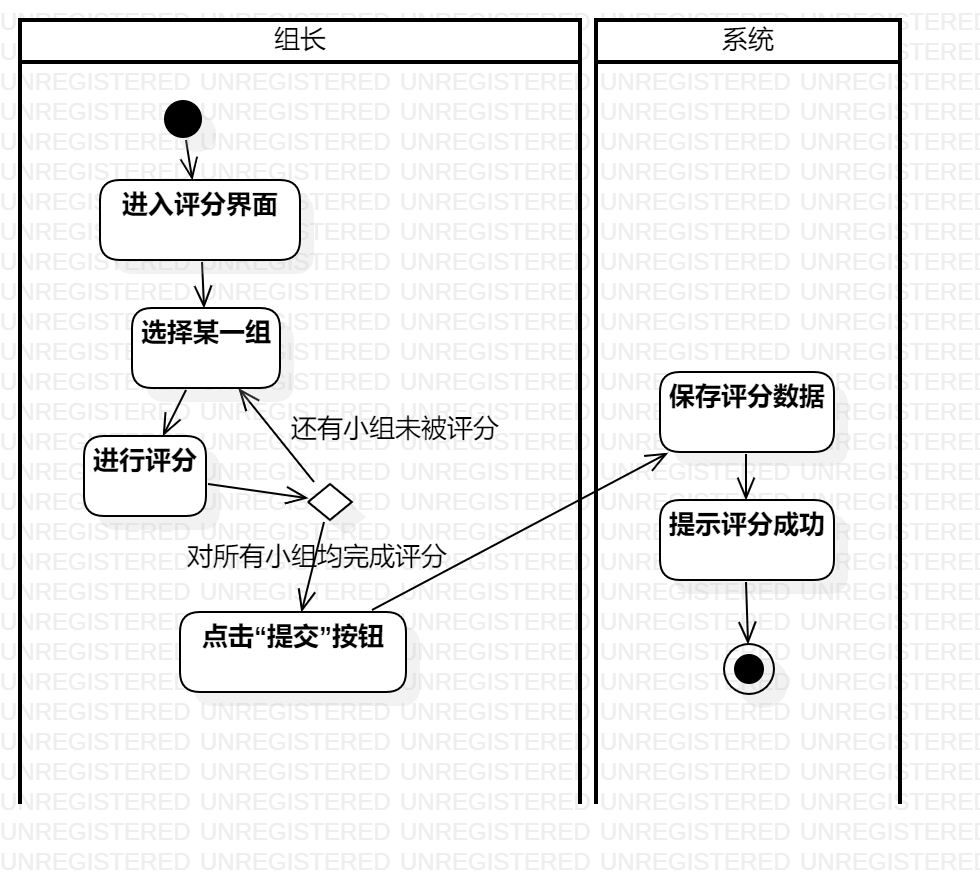 组长
系统
进入评分界面
选择某一组
还有小组未被评分
进行评分
对所有小组均完成评分
点击“提交”按钮
保存评分数据
提示评分成功
UNREGISTERED